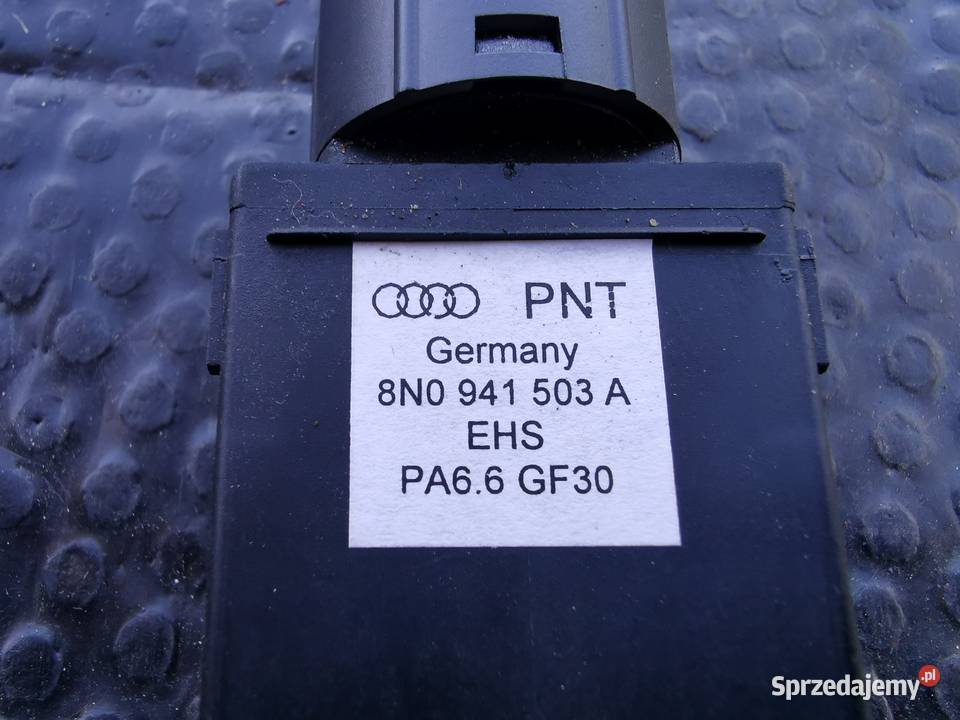 PNT
Germany
8N0 941 503 A
EHS
PA6.6 GF30
Sprzedajemy.pl